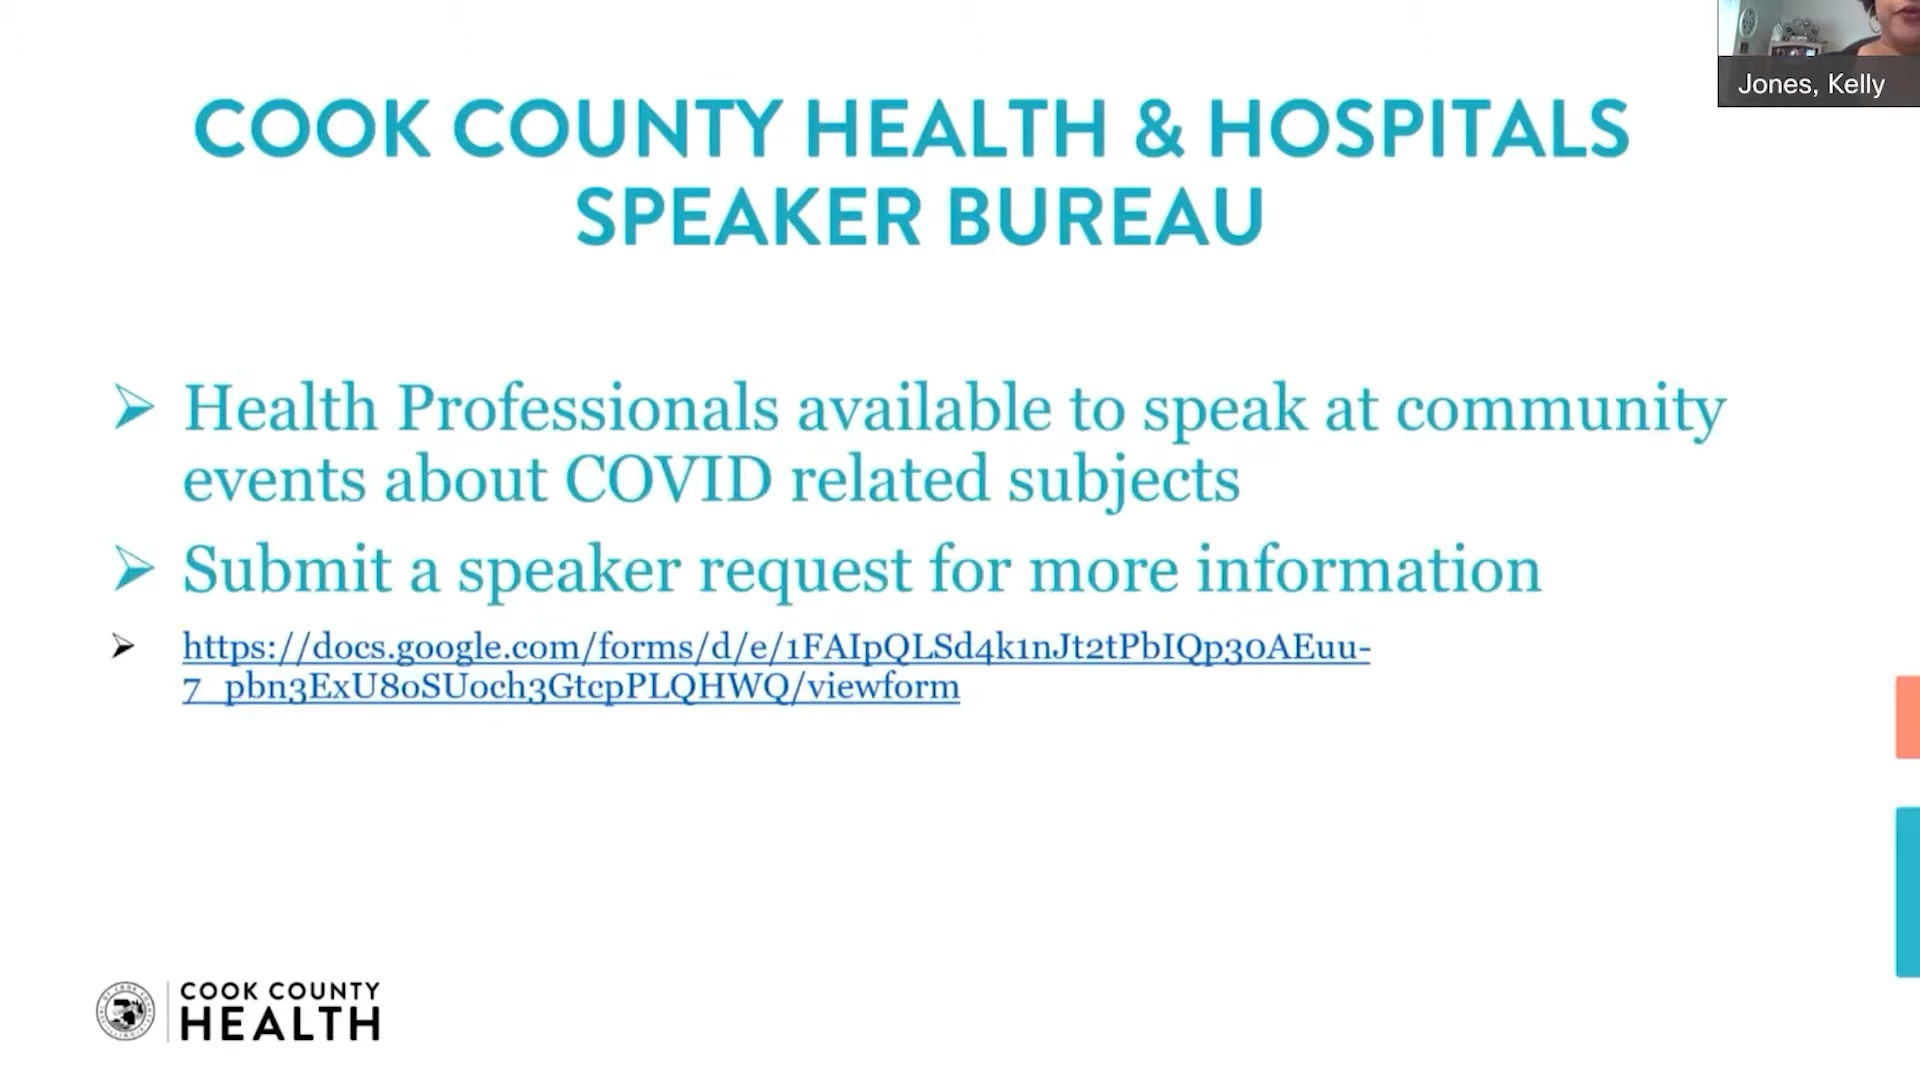 Jones, Kelly
COOK COUNTY HEALTH & HOSPITALS
SPEAKER BUREAU
Health Professionals available to speak at community
events about COVID related subjects
Submit a speaker request for more information
https://docs.google.com/forms/d/e/1FAIpQLSd4k1nJt2tPbIQp30AEuu-
7_pbn3ExU80SUoch3GtcpPLQHWQ/viewform
COOK COUNTY
HEALTH